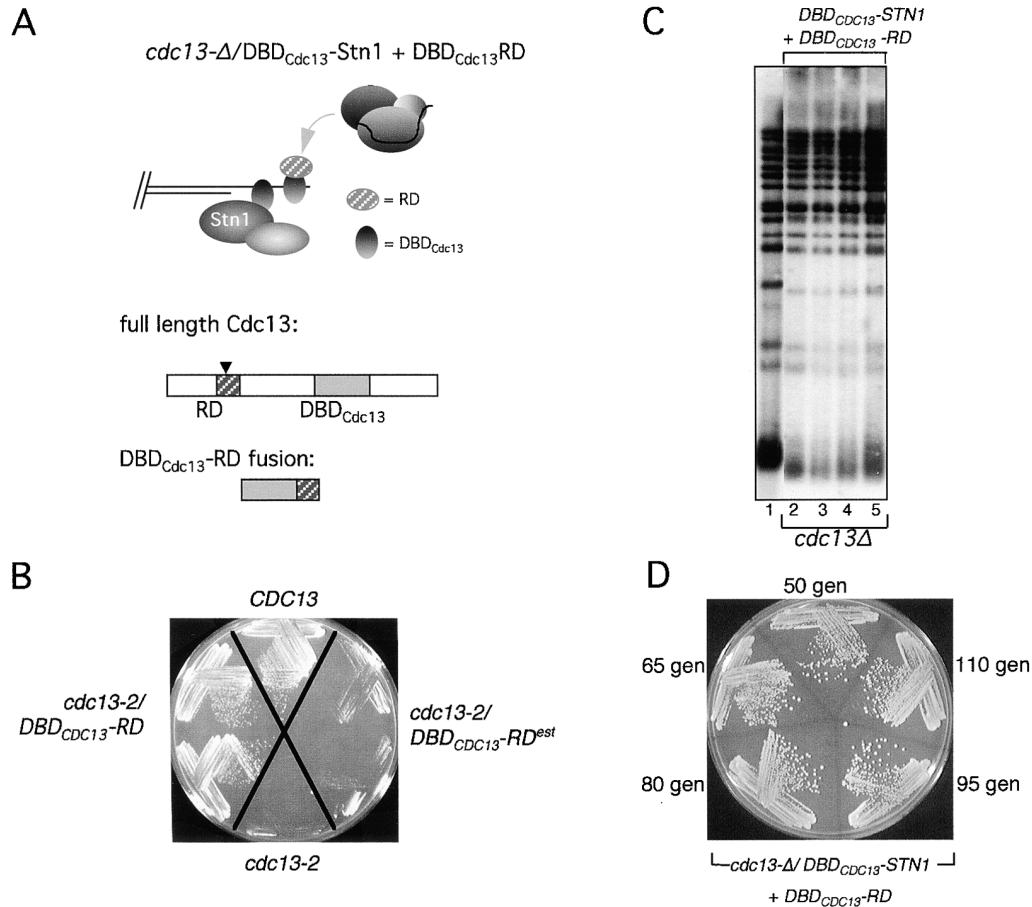 A
cdc13-Δ/DBDCdc13-Stn1 + DBDCdc13RD
Stn1
= RD
= DBDCdc13
full length Cdc13:
RD
DBDCdc13
DBDCdc13-RD fusion:
B
CDC13
cdc13-2/
DBDCDC13-RD
cdc13-2/
DBDCDC13-RDest
cdc13-2
C
DBDCDC13-STN1
+ DBDCDC13-RD
1 2 3 4 5
cdc13Δ
D
50 gen
65 gen
110 gen
80 gen
95 gen
cdc13-Δ/ DBDCDC13-STN1
+ DBDCDC13-RD